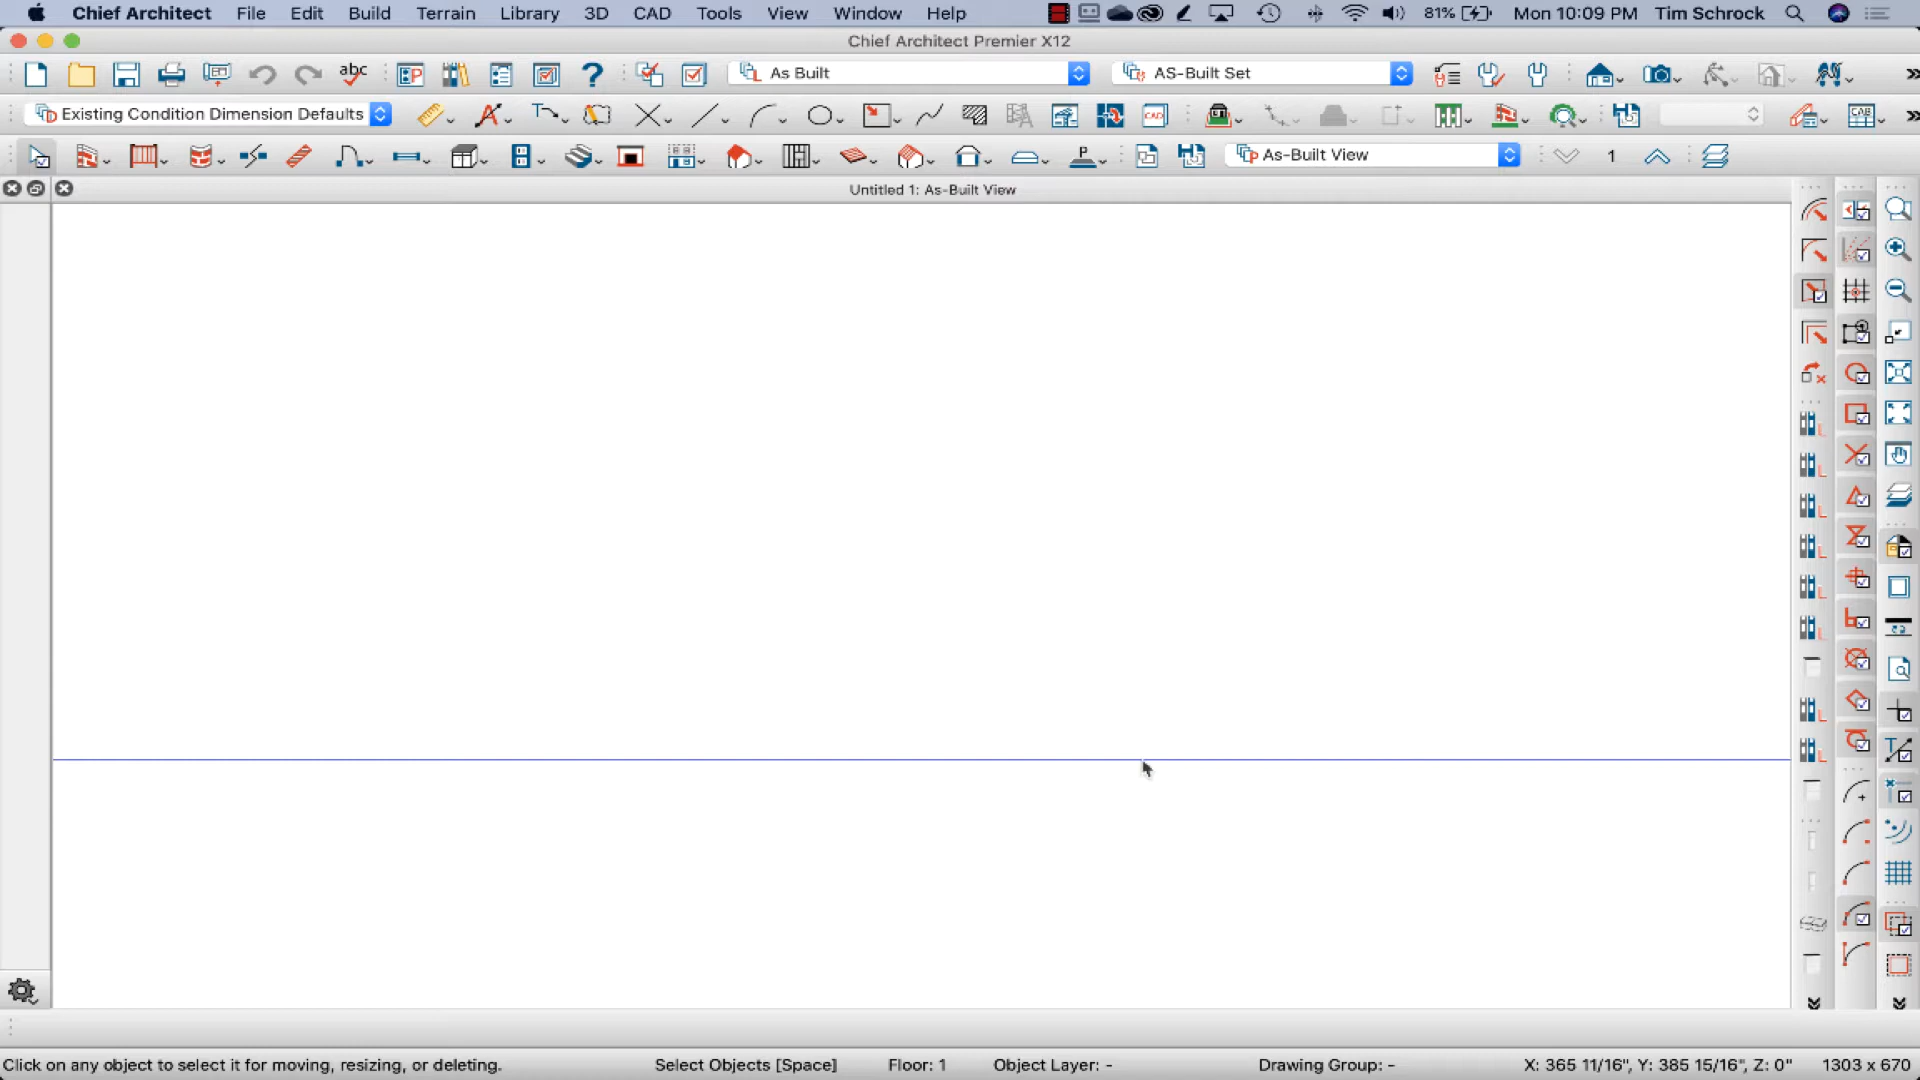 Chief Architect File Edit Build Terrain Library 3D CAD Tools View Window Help 81% Mon 10:09 PM Tim Schrock
Chief Architect Premier X12
abc P ? As Built AS-Built Set
Existing Condition Dimension Defaults A CAD CAB
P As-Built View 1
Untitled 1: As-Built View
Click on any object to select it for moving, resizing, or deleting. Select Objects [Space] Floor: 1 Object Layer: - Drawing Group: - X: 365 11/16", Y: 385 15/16", Z: 0" 1303 x 670